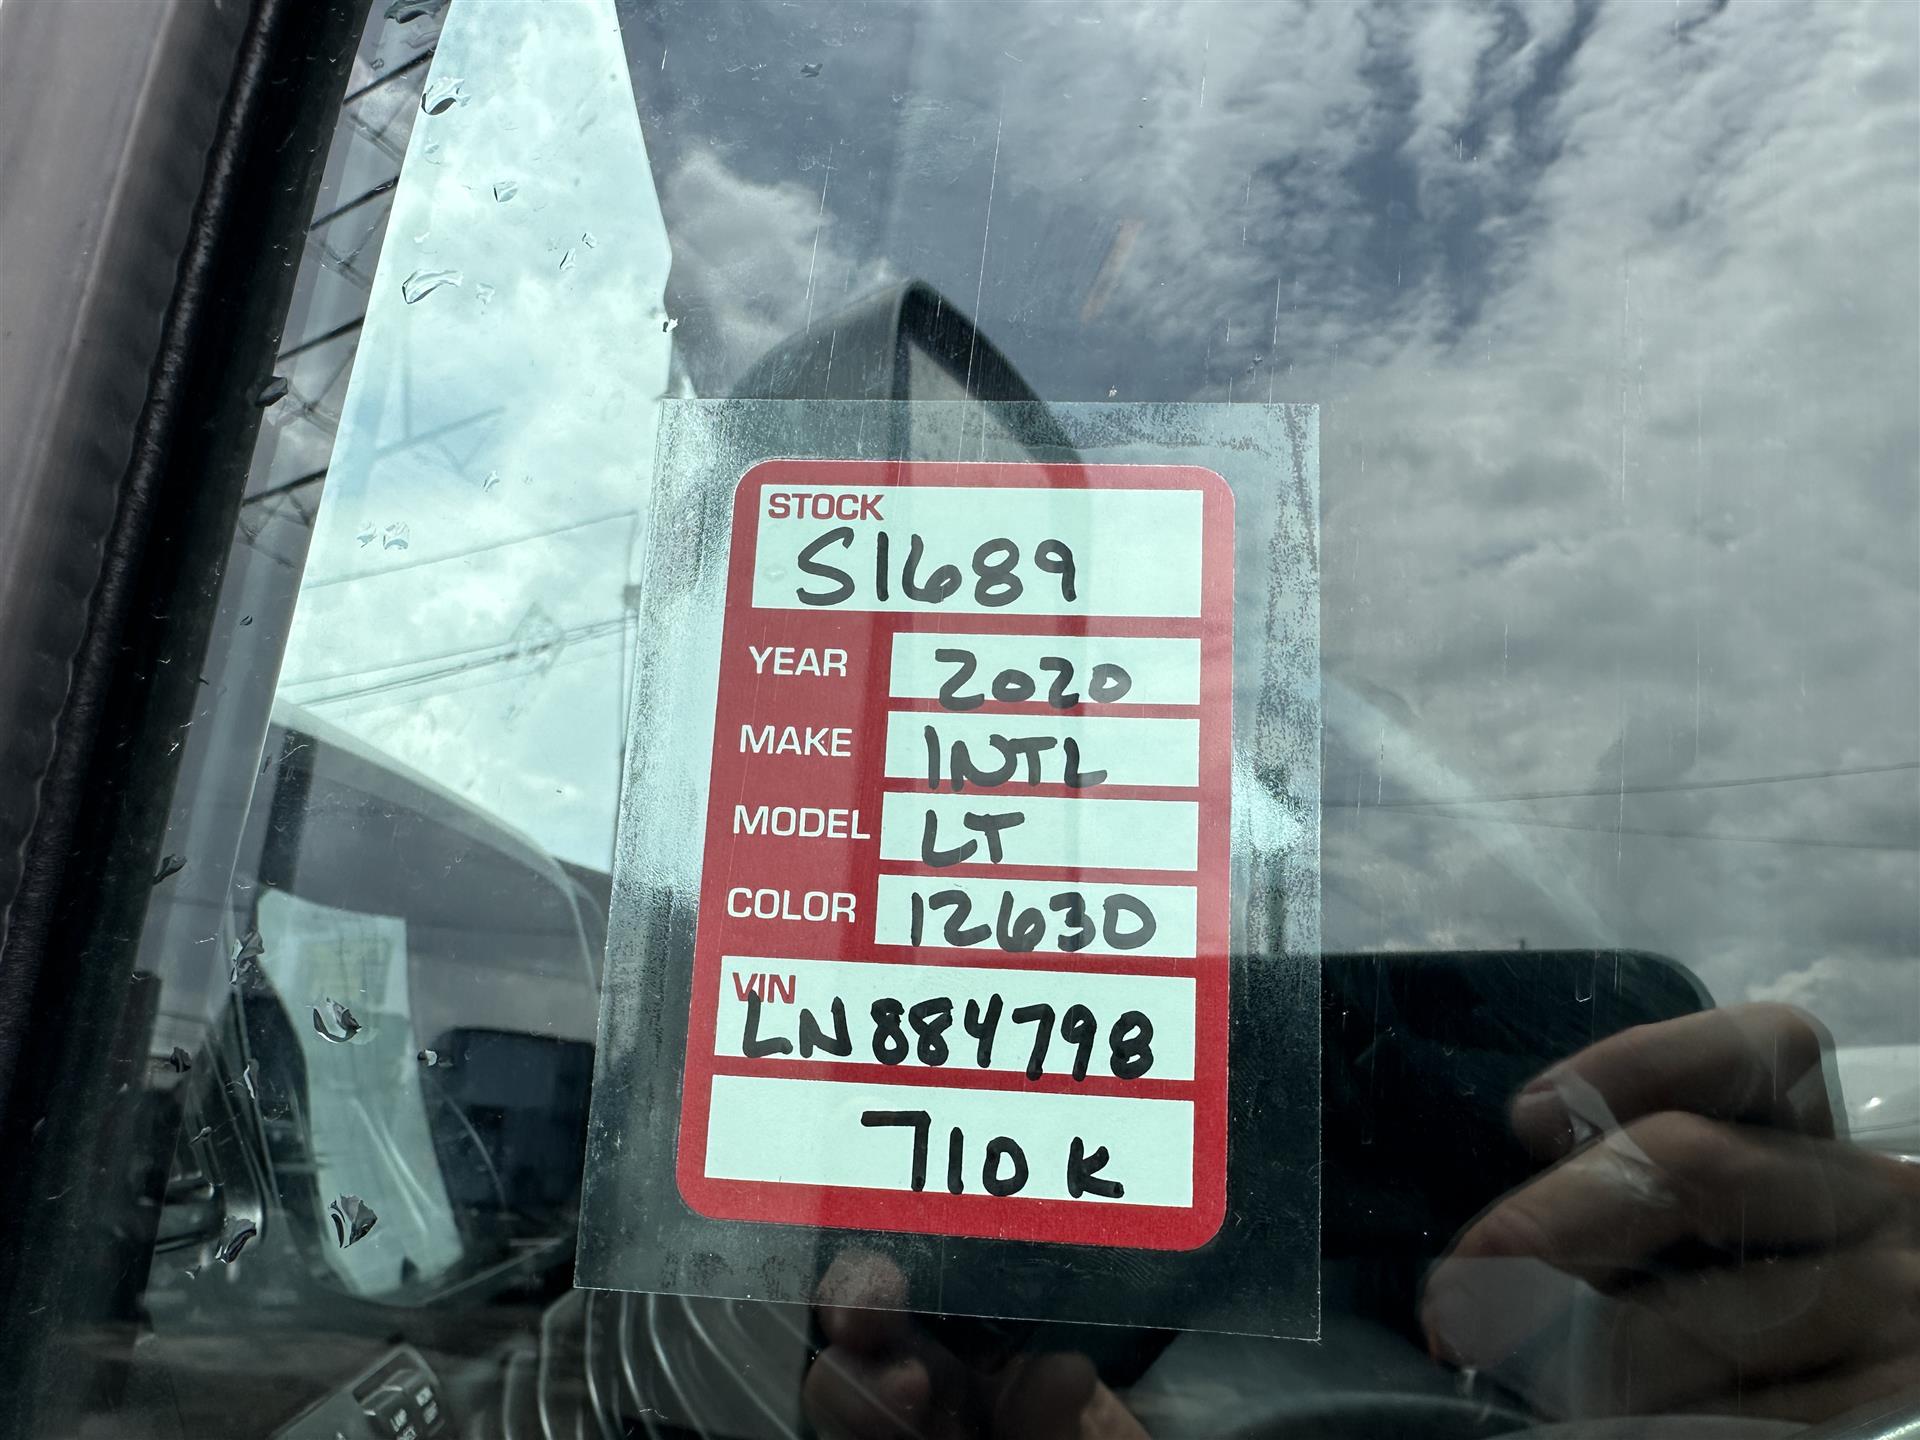 STOCK
S1689
YEAR 2020
MAKE INTL
MODEL LT
COLOR 12630
VIN
LN884798
710K